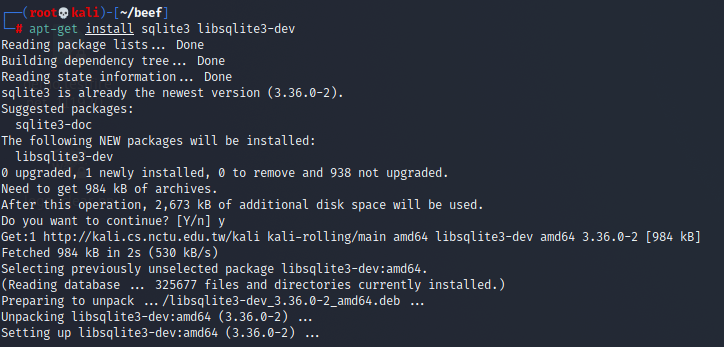 ┌──(root💀kali)-[~/beef]
└─# apt-get install sqlite3 libsqlite3-dev
Reading package lists... Done
Building dependency tree... Done
Reading state information... Done
sqlite3 is already the newest version (3.36.0-2).
Suggested packages:
  sqlite3-doc
The following NEW packages will be installed:
  libsqlite3-dev
0 upgraded, 1 newly installed, 0 to remove and 938 not upgraded.
Need to get 984 kB of archives.
After this operation, 2,673 kB of additional disk space will be used.
Do you want to continue? [Y/n] y
Get:1 http://kali.cs.nctu.edu.tw/kali kali-rolling/main amd64 libsqlite3-dev amd64 3.36.0-2 [984 kB]
Fetched 984 kB in 2s (530 kB/s)
Selecting previously unselected package libsqlite3-dev:amd64.
(Reading database ... 325677 files and directories currently installed.)
Preparing to unpack .../libsqlite3-dev_3.36.0-2_amd64.deb ...
Unpacking libsqlite3-dev:amd64 (3.36.0-2) ...
Setting up libsqlite3-dev:amd64 (3.36.0-2) ...